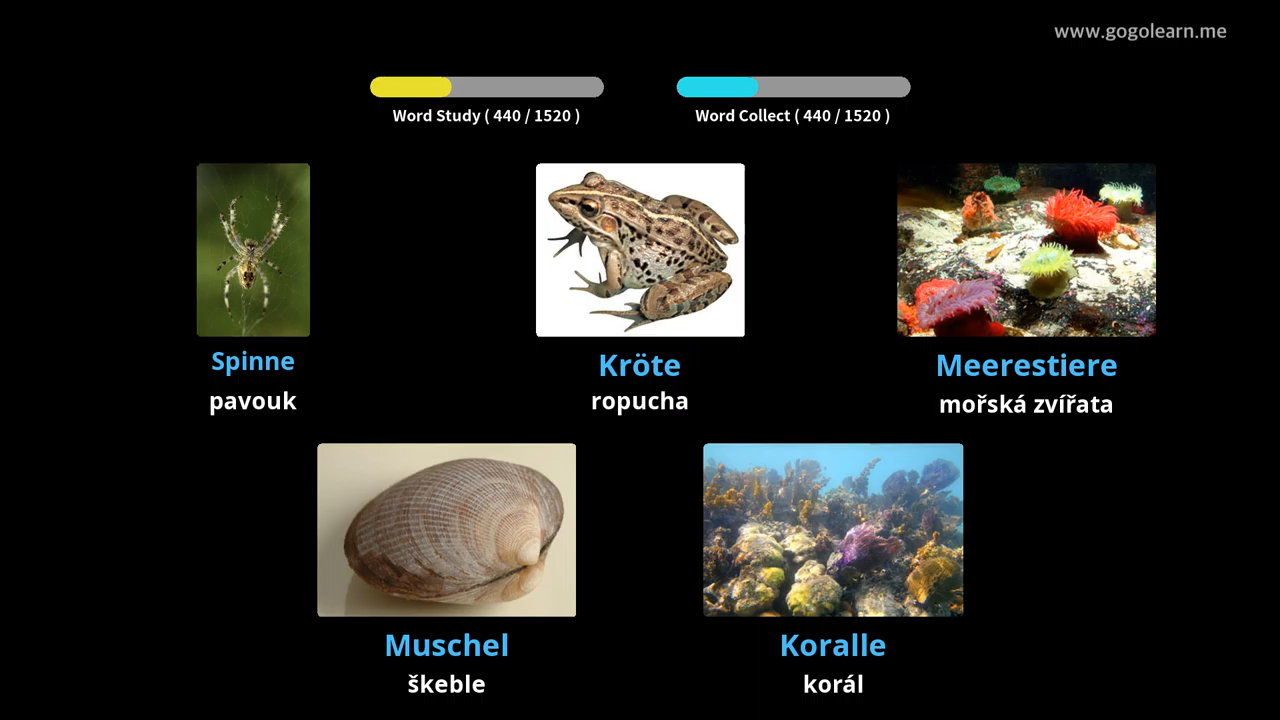 www.gogolearn.me
Word Study ( 440 / 1520 )
Word Collect ( 440 / 1520 )
Spinne
pavouk
Kröte
ropucha
Meerestiere
mořská zvířata
Muschel
škeble
Koralle
korál